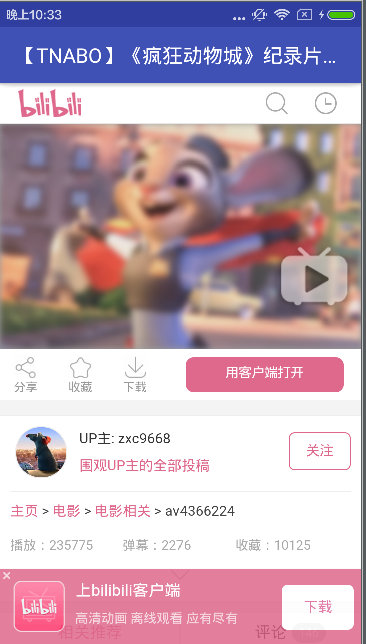 晚上10:33
【TNABO】《疯狂动物城》纪录片...
bilibili
分享
收藏
下载
用客户端打开
UP主: zxc9668
围观UP主的全部投稿
关注
主页 > 电影 > 电影相关 > av4366224
播放：235775
弹幕：2276
收藏：10125
bilibili
上bilibili客户端
高清动画 离线观看 应有尽有
下载
相关推荐
评论